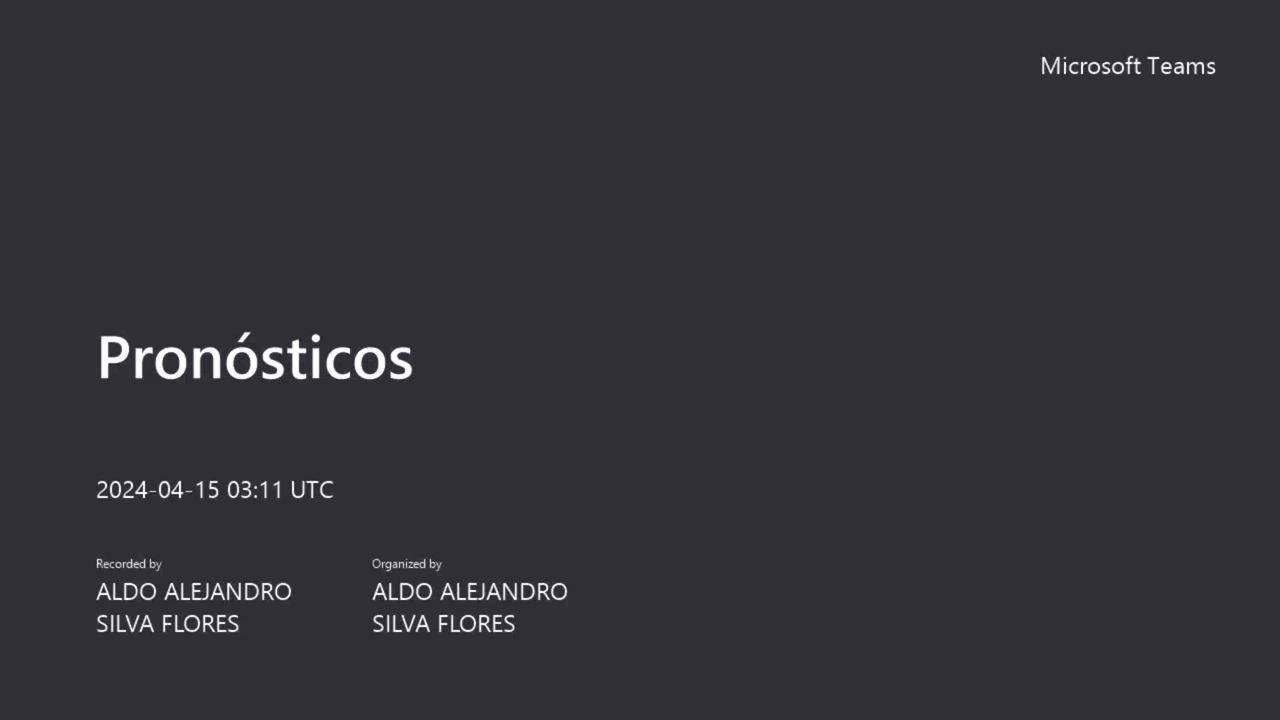 Microsoft Teams
Pronósticos
2024-04-15 03:11 UTC
Recorded by
ALDO ALEJANDRO
SILVA FLORES
Organized by
ALDO ALEJANDRO
SILVA FLORES